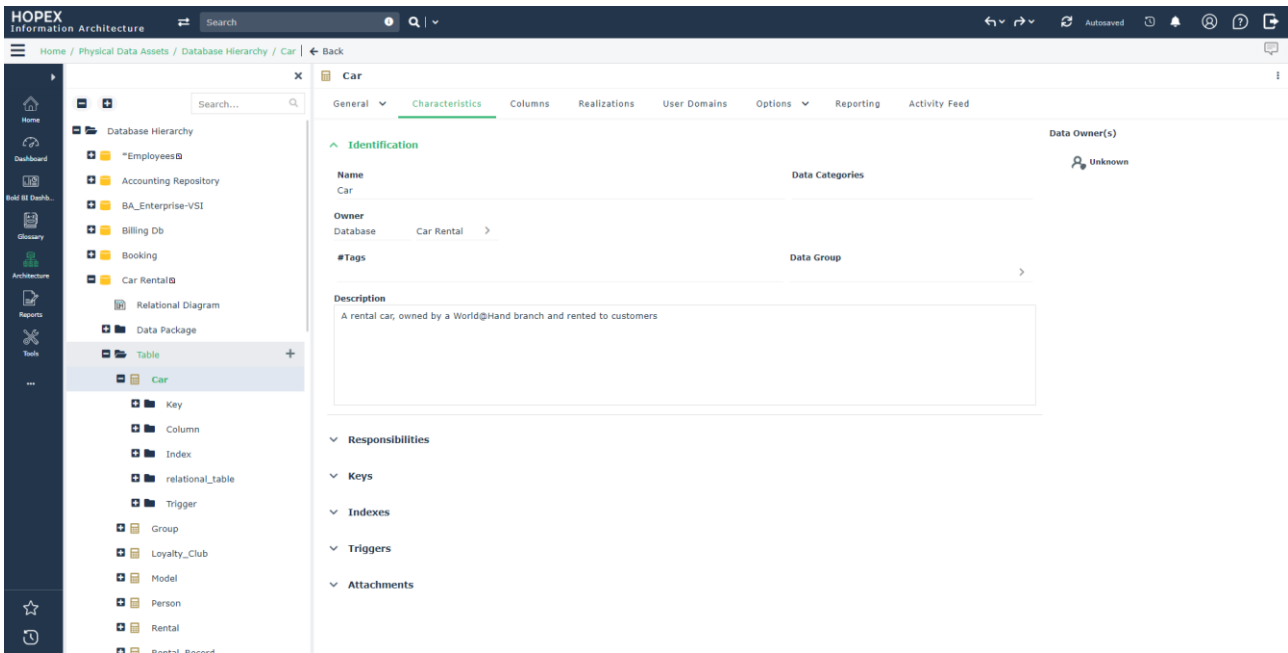 HOPEX
Information Architecture
Search
Autosaved
Home / Physical Data Assets / Database Hierarchy / Car
Back
Home
Dashboard
Bold BI Dashb...
Glossary
Architecture
Reports
Tools
...
Search...
Database Hierarchy
"Employees
Accounting Repository
BA_Enterprise-VSI
Billing Db
Booking
Car Rental
Relational Diagram
Data Package
Table
Car
Key
Column
Index
relational_table
Trigger
Group
Loyalty_Club
Model
Person
Rental
Rental_Record
Car
General Characteristics Columns Realizations User Domains Options Reporting Activity Feed
Identification
Name Data Categories
Car
Owner
Database Car Rental
#Tags Data Group
Description
A rental car, owned by a World@Hand branch and rented to customers
Responsibilities
Keys
Indexes
Triggers
Attachments
Data Owner(s)
Unknown